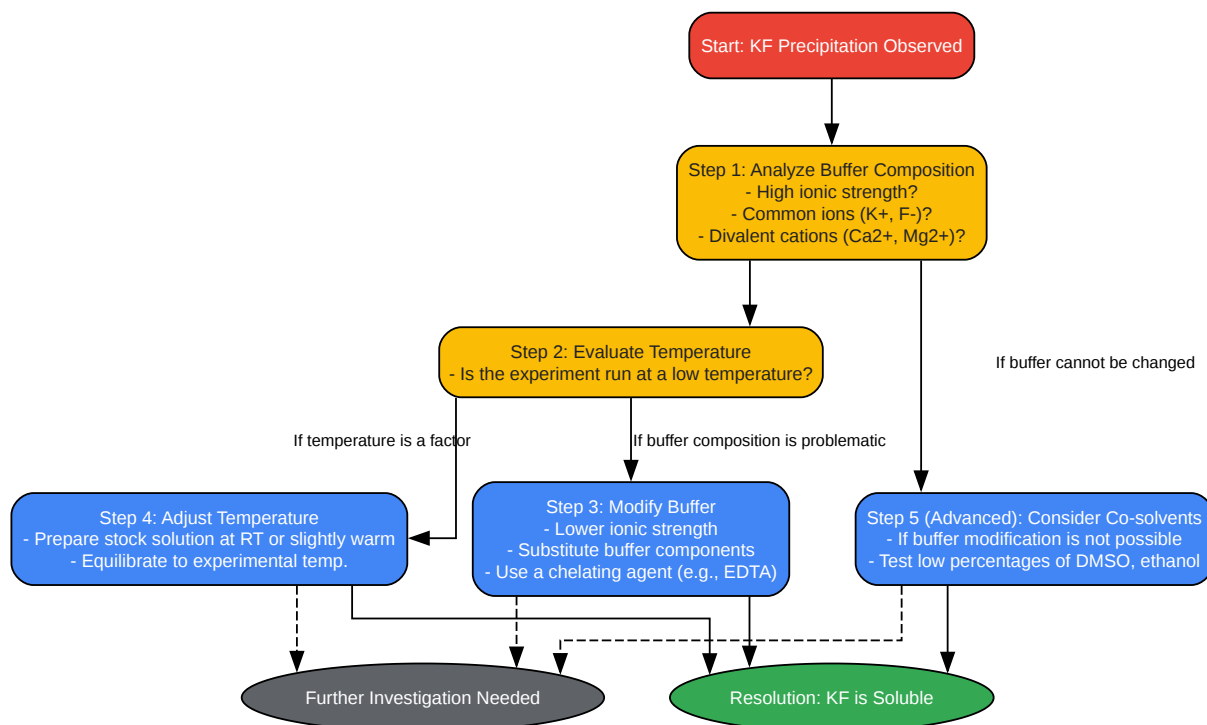 Start: KF Precipitation Observed
Step 1: Analyze Buffer Composition
- High ionic strength?
- Common ions (K+, F-)?
- Divalent cations (Ca2+, Mg2+)?
Step 2: Evaluate Temperature
- Is the experiment run at a low temperature?
If buffer cannot be changed
If temperature is a factor
If buffer composition is problematic
Step 4: Adjust Temperature
- Prepare stock solution at RT or slightly warm
- Equilibrate to experimental temp.
Step 3: Modify Buffer
- Lower ionic strength
- Substitute buffer components
- Use a chelating agent (e.g., EDTA)
Step 5 (Advanced): Consider Co-solvents
- If buffer modification is not possible
- Test low percentages of DMSO, ethanol
Further Investigation Needed
Resolution: KF is Soluble